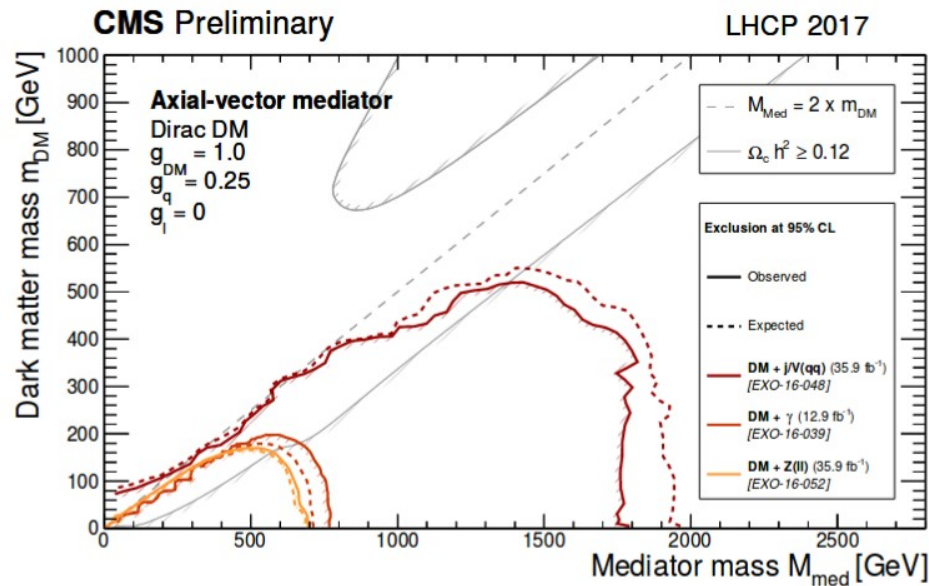 CMS Preliminary
LHCP 2017
Dark matter mass m_DM [GeV]
1000
900
800
700
600
500
400
300
200
100
0
Axial-vector mediator
Dirac DM
g_DM = 1.0
g_q = 0.25
g_l = 0
M_Med = 2 x m_DM
Ω_c h² ≥ 0.12
Exclusion at 95% CL
Observed
Expected
DM + j/V(qq) (35.9 fb⁻¹)
[EXO-16-048]
DM + γ (12.9 fb⁻¹)
[EXO-16-039]
DM + Z(ll) (35.9 fb⁻¹)
[EXO-16-052]
0
500
1000
1500
2000
2500
Mediator mass M_med [GeV]